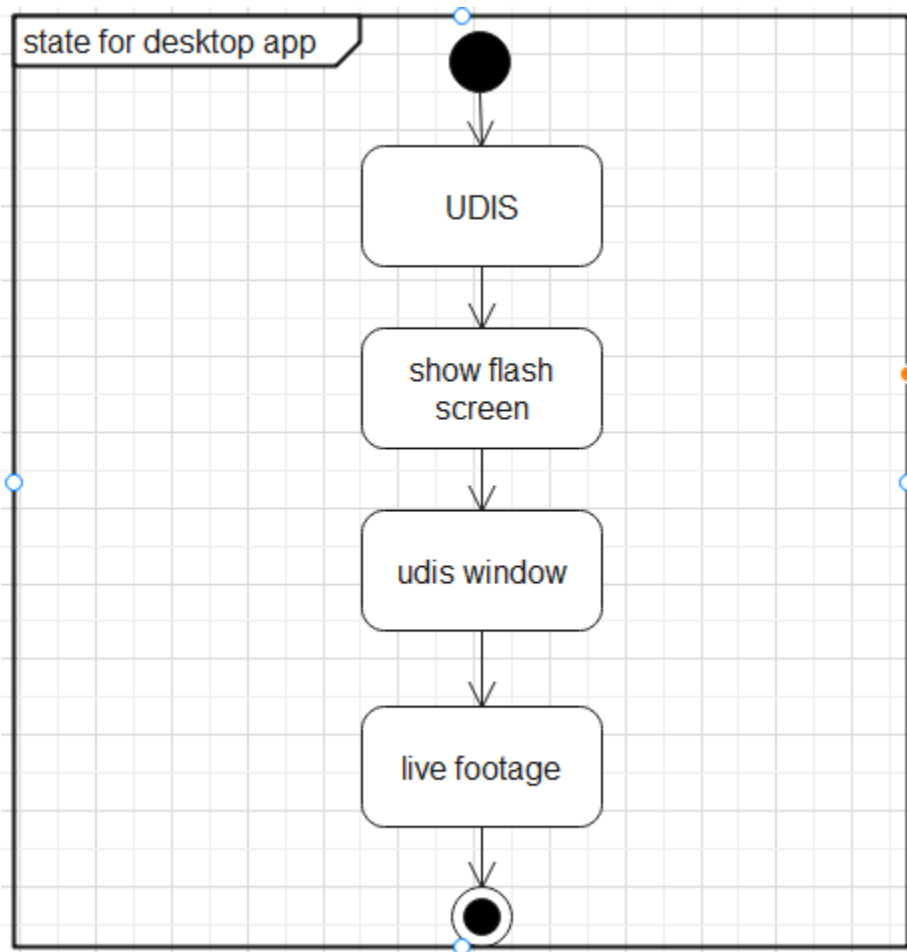 state for desktop app
UDIS
show flash
screen
udis window
live footage